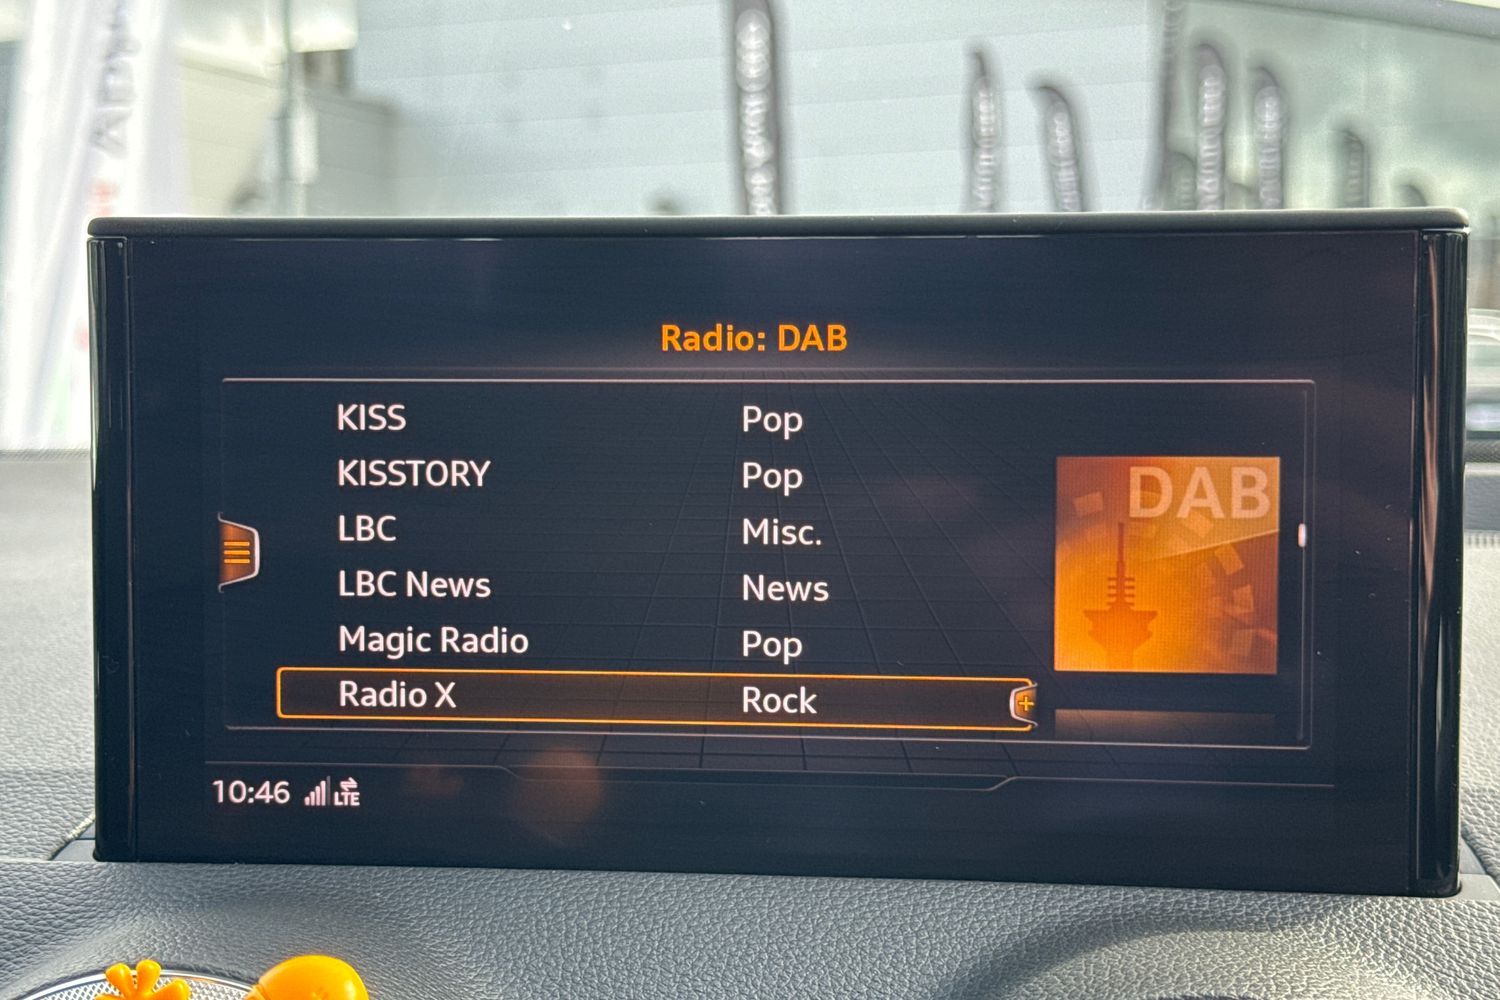 Radio: DAB
KISS Pop
KISSTORY Pop
LBC Misc.
LBC News News
Magic Radio Pop
Radio X Rock
DAB
10:46 LTE